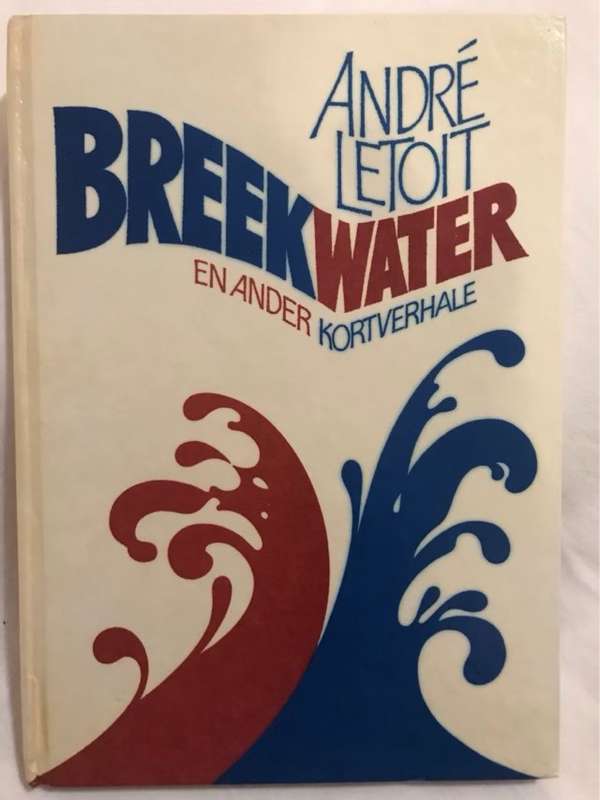 ANDRÉ
LETOIT
BREEKWATER
EN ANDER KORTVERHALE